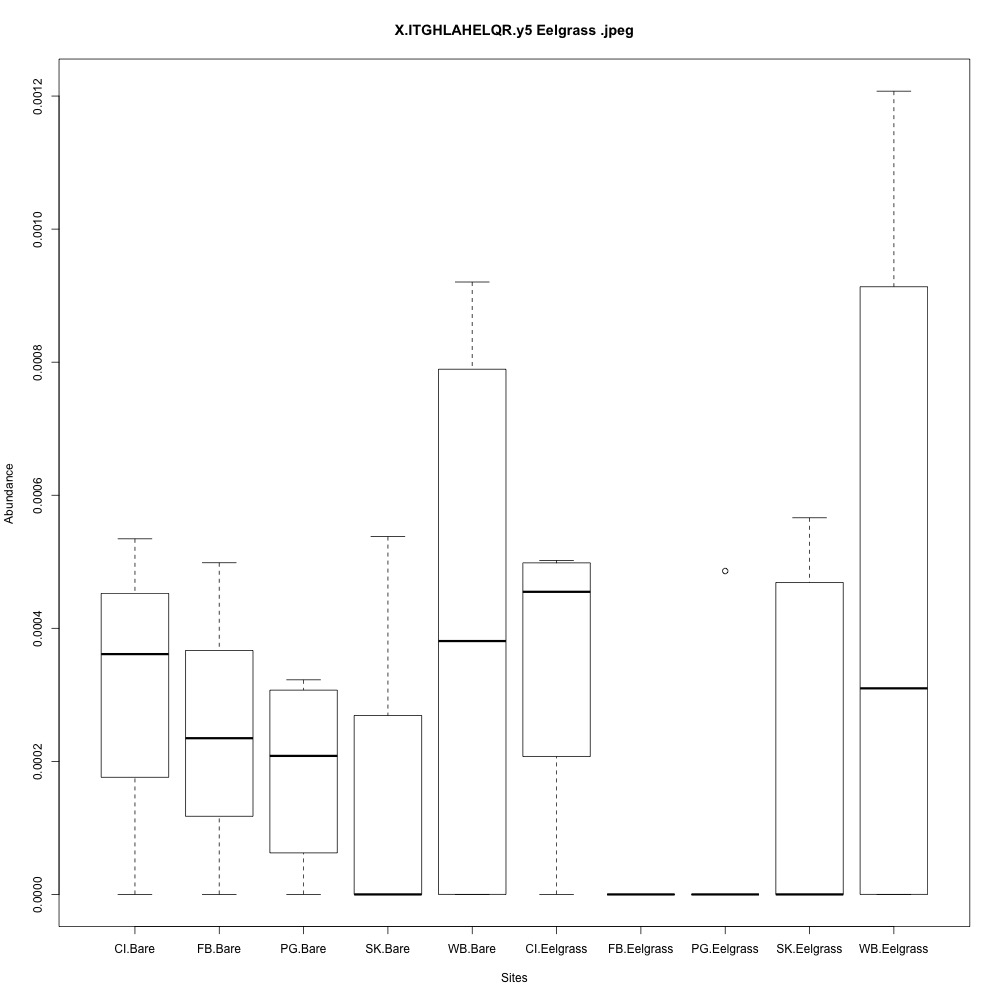 X.ITGHLAHELQR.y5 Eelgrass .jpeg
0.0012
0.0010
0.0008
0.0006
0.0004
0.0002
0.0000
Abundance
CI.Bare FB.Bare PG.Bare SK.Bare WB.Bare CI.Eelgrass FB.Eelgrass PG.Eelgrass SK.Eelgrass WB.Eelgrass
Sites